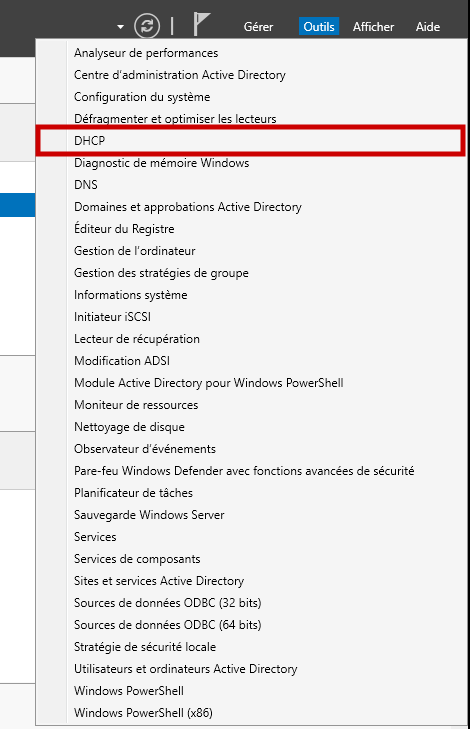 Gérer Outils Afficher Aide
Analyseur de performances
Centre d'administration Active Directory
Configuration du système
Défragmenter et optimiser les lecteurs
DHCP
Diagnostic de mémoire Windows
DNS
Domaines et approbations Active Directory
Éditeur du Registre
Gestion de l'ordinateur
Gestion des stratégies de groupe
Informations système
Initiateur iSCSI
Lecteur de récupération
Modification ADSI
Module Active Directory pour Windows PowerShell
Moniteur de ressources
Nettoyage de disque
Observateur d'événements
Pare-feu Windows Defender avec fonctions avancées de sécurité
Planificateur de tâches
Sauvegarde Windows Server
Services
Services de composants
Sites et services Active Directory
Sources de données ODBC (32 bits)
Sources de données ODBC (64 bits)
Stratégie de sécurité locale
Utilisateurs et ordinateurs Active Directory
Windows PowerShell
Windows PowerShell (x86)